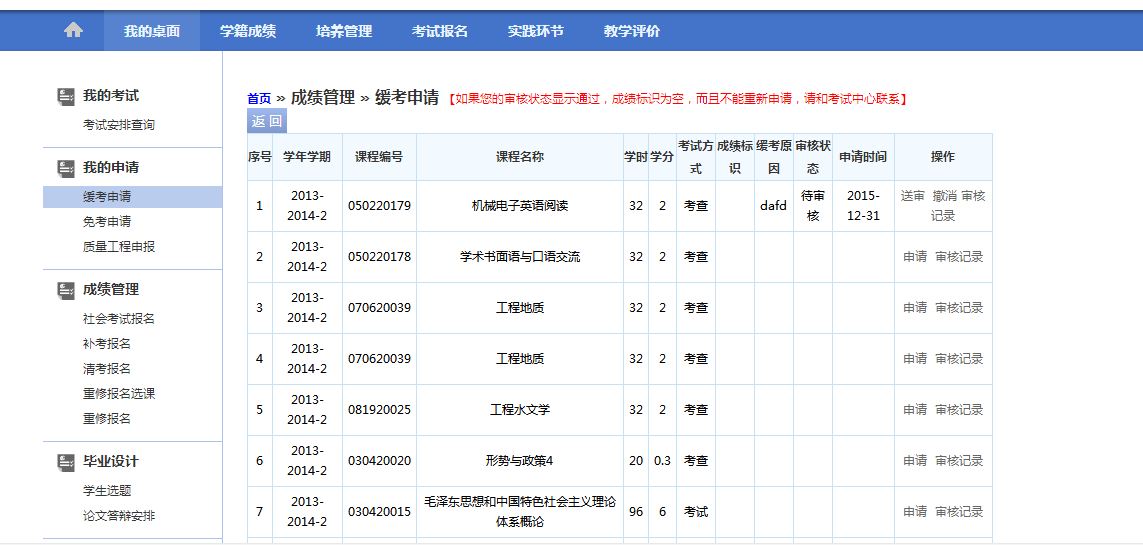 我的桌面 学籍成绩 培养管理 考试报名 实践环节 教学评价
我的考试
考试安排查询
我的申请
缓考申请
免考申请
质量工程申报
成绩管理
社会考试报名
补考报名
清考报名
重修报名选课
重修报名
毕业设计
学生选题
论文答辩安排
首页 » 成绩管理 » 缓考申请 【如果您的审核状态显示通过，成绩标识为空，而且不能重新申请，请和考试中心联系】
返 回
序号 学年学期 课程编号 课程名称 学时 学分 考试方式 成绩标识 缓考原因 审核状态 申请时间 操作
1 2013-2014-2 050220179 机械电子英语阅读 32 2 考查 dafd 待审核 2015-12-31 送审 撤消 审核记录
2 2013-2014-2 050220178 学术书面语与口语交流 32 2 考查 申请 审核记录
3 2013-2014-2 070620039 工程地质 32 2 考查 申请 审核记录
4 2013-2014-2 070620039 工程地质 32 2 考查 申请 审核记录
5 2013-2014-2 081920025 工程水文学 32 2 考查 申请 审核记录
6 2013-2014-2 030420020 形势与政策4 20 0.3 考查 申请 审核记录
7 2013-2014-2 030420015 毛泽东思想和中国特色社会主义理论体系概论 96 6 考试 申请 审核记录